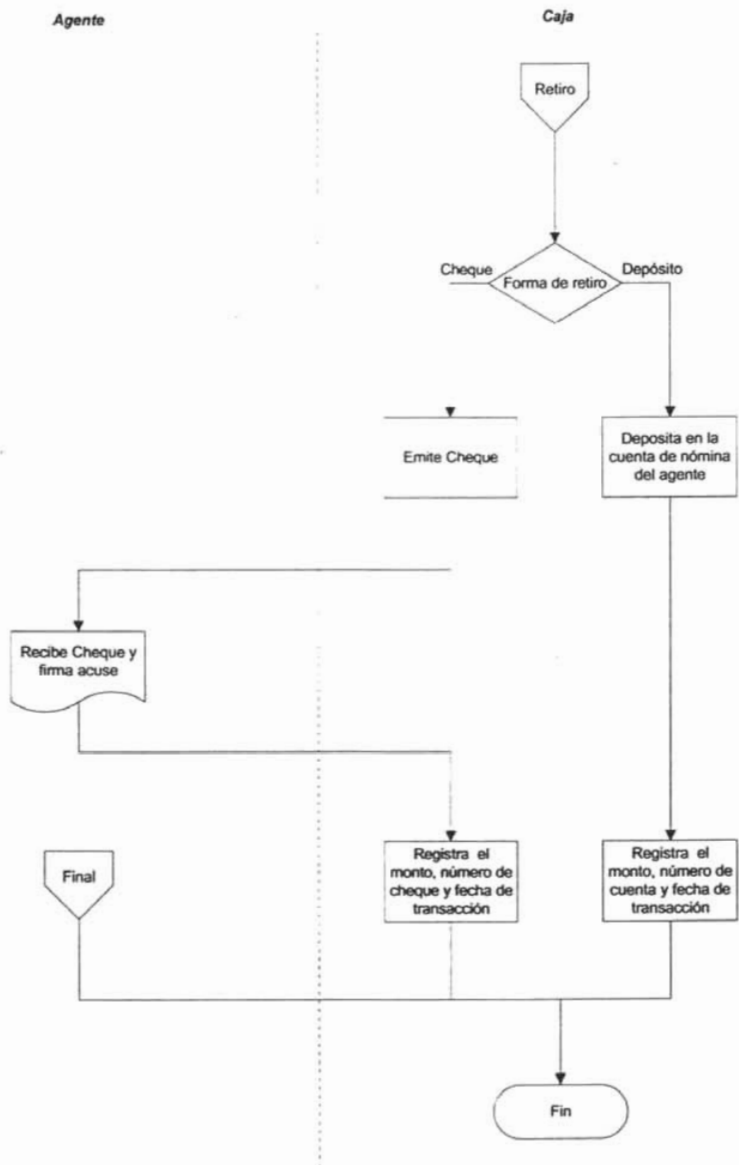 Agente
Caja
Retiro
Cheque
Forma de retiro
Depósito
Emite Cheque
Deposita en la
cuenta de nómina
del agente
Recibe Cheque y
firma acuse
Final
Registra el
monto, número de
cheque y fecha de
transacción
Registra el
monto, número de
cuenta y fecha de
transacción
Fin